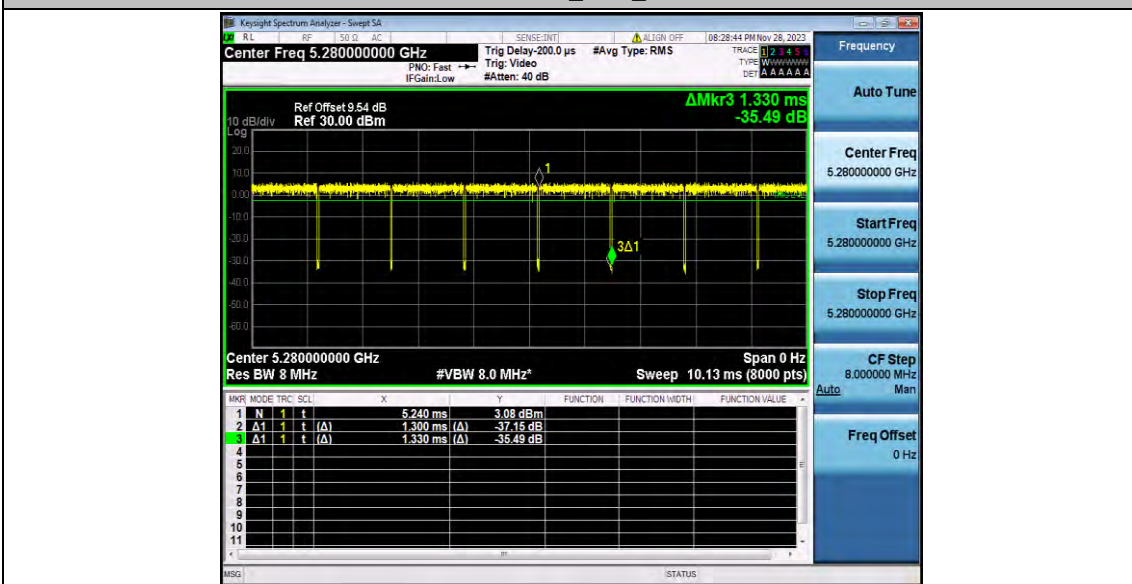 Keysight Spectrum Analyzer - Swept SA
RL RF 50 Ω AC SENSE:INT ALIGN OFF 08:28:44 PM Nov 28, 2023
Center Freq 5.280000000 GHz
PNO: Fast
IFGain:Low
Trig Delay-200.0 µs
Trig: Video
#Atten: 40 dB
#Avg Type: RMS
TRACE 1 2 3 4 5 6
TYPE W
DET A A A A A A
ΔMkr3 1.330 ms
-35.49 dB
Ref Offset 9.54 dB
10 dB/div Ref 30.00 dBm
Log
20.0
10.0
0.00
-10.0
-20.0
-30.0
-40.0
-50.0
-60.0
1
3Δ1
Center 5.280000000 GHz Span 0 Hz
Res BW 8 MHz #VBW 8.0 MHz* Sweep 10.13 ms (8000 pts)
MKR MODE TRC SCL X Y FUNCTION FUNCTION WIDTH FUNCTION VALUE
1 N 1 t 5.240 ms 3.08 dBm
2 Δ1 1 t (Δ) 1.300 ms (Δ) -37.15 dB
3 Δ1 1 t (Δ) 1.330 ms (Δ) -35.49 dB
4
5
6
7
8
9
10
11
MSG STATUS
Frequency
Auto Tune
Center Freq
5.280000000 GHz
Start Freq
5.280000000 GHz
Stop Freq
5.280000000 GHz
CF Step
8.000000 MHz
Auto Man
Freq Offset
0 Hz